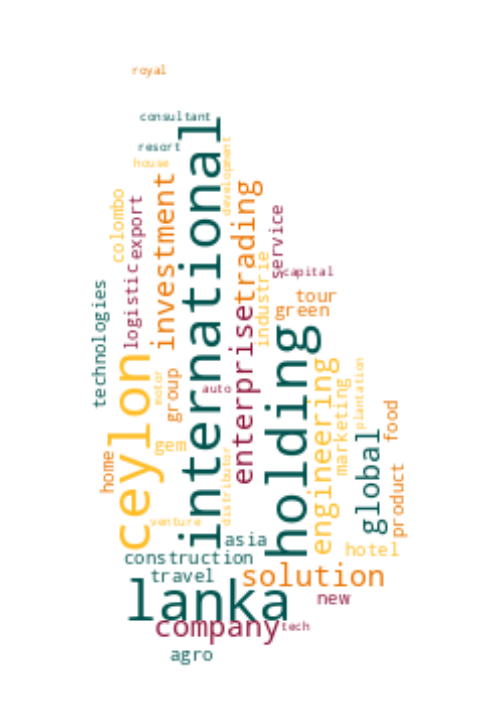 royal
consultant
international
resort
house
development
investment
trading
colombo
export
service
industrie
logistic
capital
technologies
tour
green
enterprise
holding
ceylon
group
motor
auto
engineering
plantation
marketing
food
global
gem
distributor
home
product
venture
asia
hotel
construction
travel
solution
lanka
new
company
tech
agro